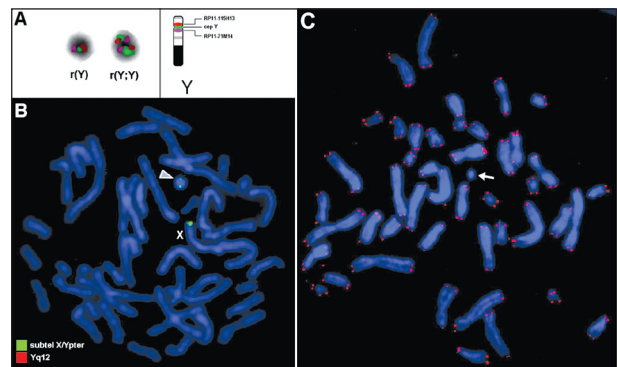 A
r(Y)
r(Y;Y)
RP11-115H13
cep Y
RP11-71M14
Y
B
X
subtel X/Ypter
Yq12
C